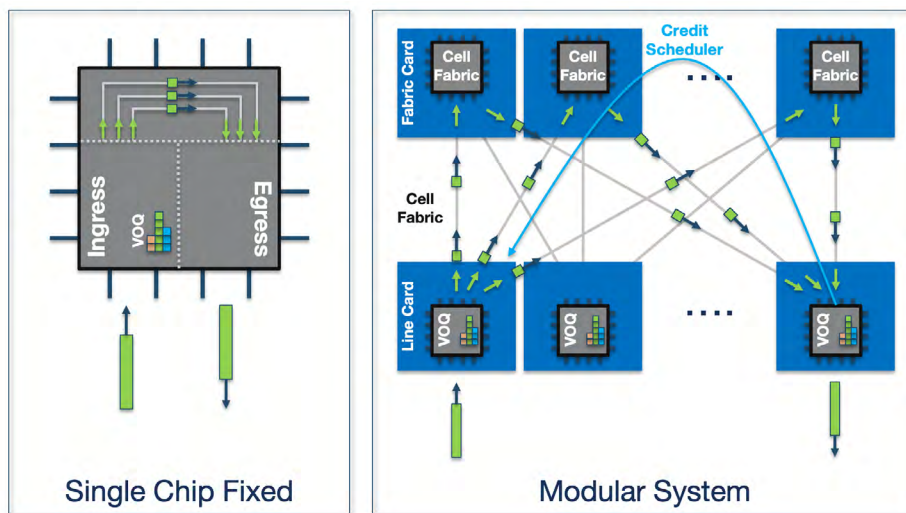 Ingress
VOQ
Egress
Single Chip Fixed
Credit
Scheduler
Fabric Card
Cell
Fabric
Cell
Fabric
Cell
Fabric
Cell
Fabric
Line Card
VOQ
VOQ
VOQ
Modular System